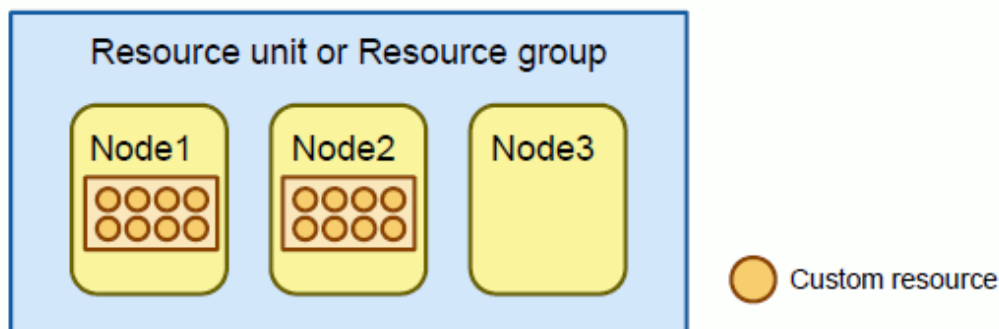 Resource unit or Resource group
Node1
Node2
Node3
Custom resource